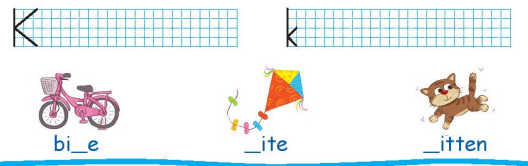 K k
bi_e _ite _itten